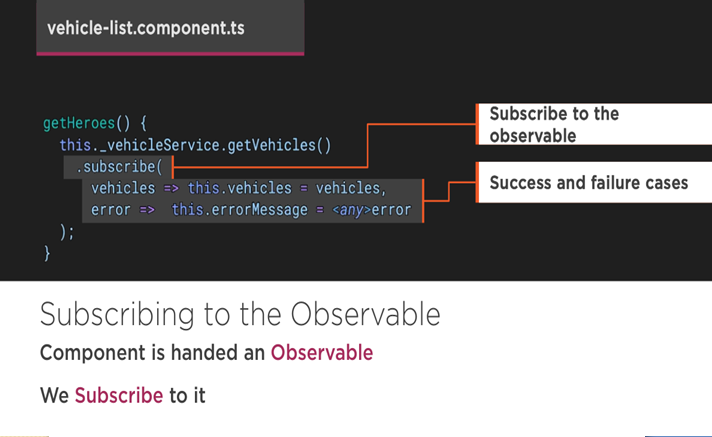 vehicle-list.component.ts
getHeroes() {
this._vehicleService.getVehicles()
.subscribe(
vehicles => this.vehicles = vehicles,
error => this.errorMessage = <any>error
);
}
Subscribe to the
observable
Success and failure cases
Subscribing to the Observable
Component is handed an Observable
We Subscribe to it